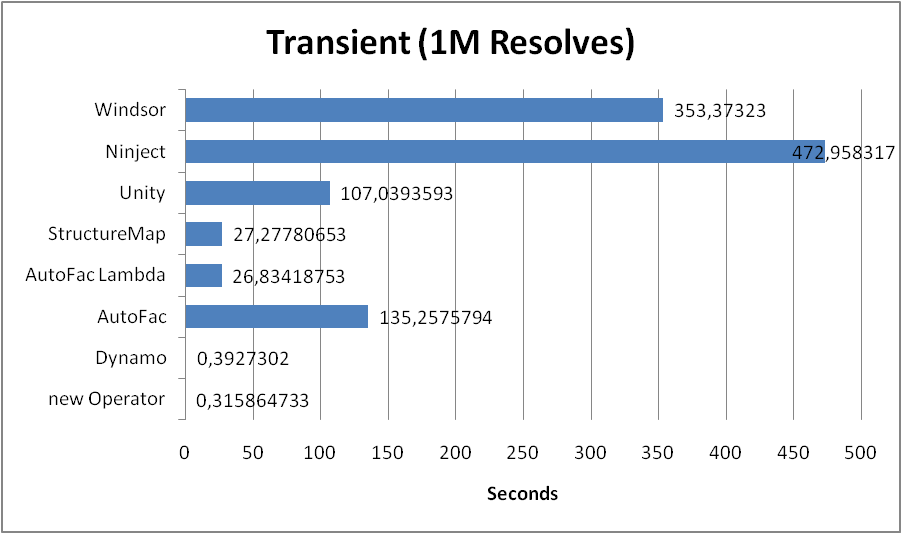 Transient (1M Resolves)
Windsor 353,37323
Ninject 472,958317
Unity 107,0393593
StructureMap 27,27780653
AutoFac Lambda 26,83418753
AutoFac 135,2575794
Dynamo 0,3927302
new Operator 0,315864733
0 50 100 150 200 250 300 350 400 450 500
Seconds